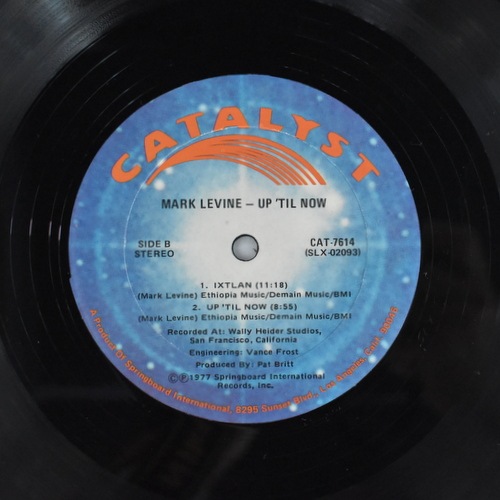 CATALYST
MARK LEVINE – UP 'TIL NOW
SIDE B
STEREO
CAT-7614
(SLX-02093)
1. IXTLAN (11:18)
(Mark Levine) Ethiopia Music/Demain Music/BMI
2. UP 'TIL NOW (8:55)
(Mark Levine) Ethiopia Music/Demain Music/BMI
Recorded At: Wally Heider Studios,
San Francisco, California
Engineering: Vance Frost
Produced By: Pat Britt
©℗1977 Springboard International
Records, Inc.
A Product Of Springboard International, 8295 Sunset Blvd., Los Angeles, Calif. 90046